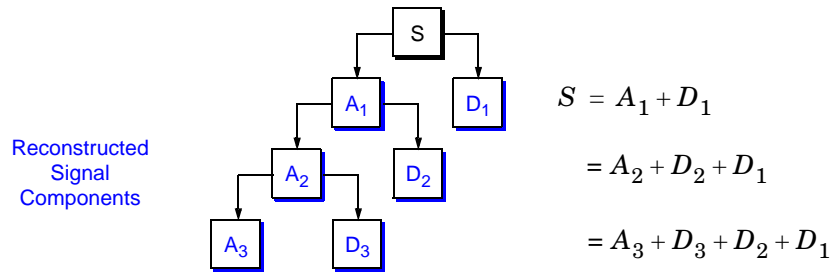 S
A₁ D₁
S = A₁ + D₁
Reconstructed
Signal
Components
A₂ D₂
= A₂ + D₂ + D₁
A₃ D₃
= A₃ + D₃ + D₂ + D₁